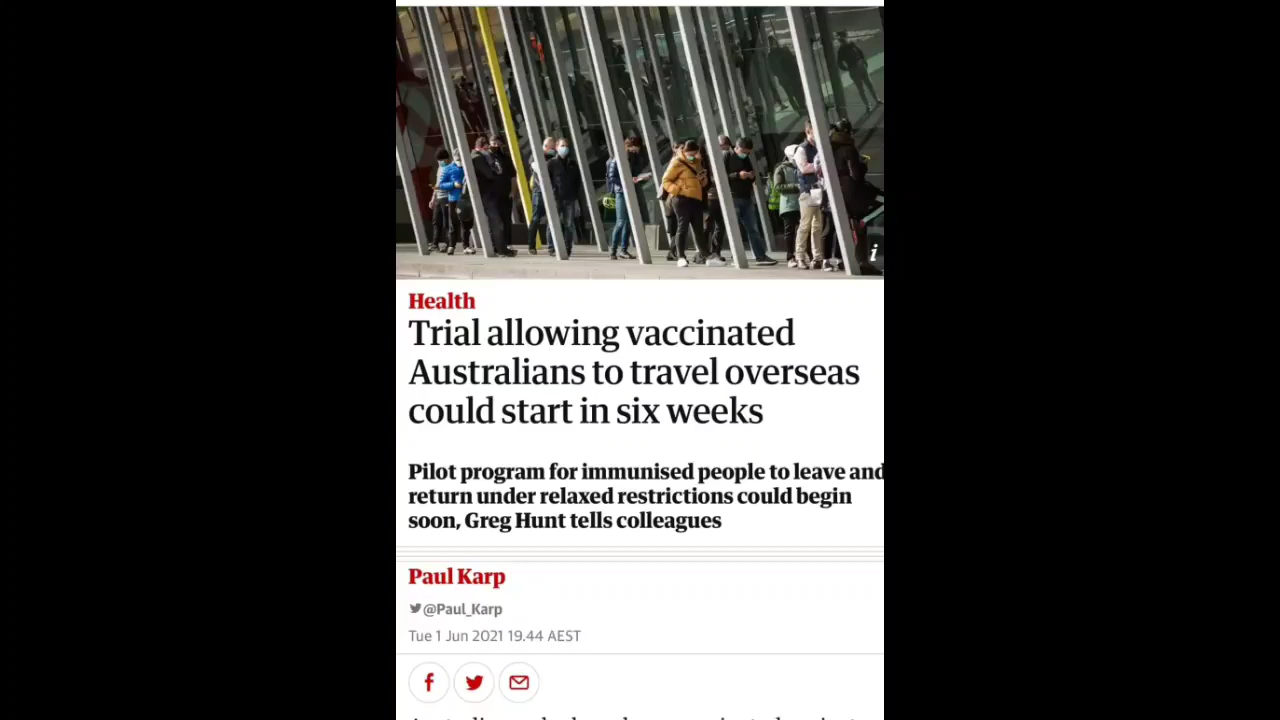 i
Health
Trial allowing vaccinated
Australians to travel overseas
could start in six weeks
Pilot program for immunised people to leave and
return under relaxed restrictions could begin
soon, Greg Hunt tells colleagues
Paul Karp
@Paul_Karp
Tue 1 Jun 2021 19.44 AEST